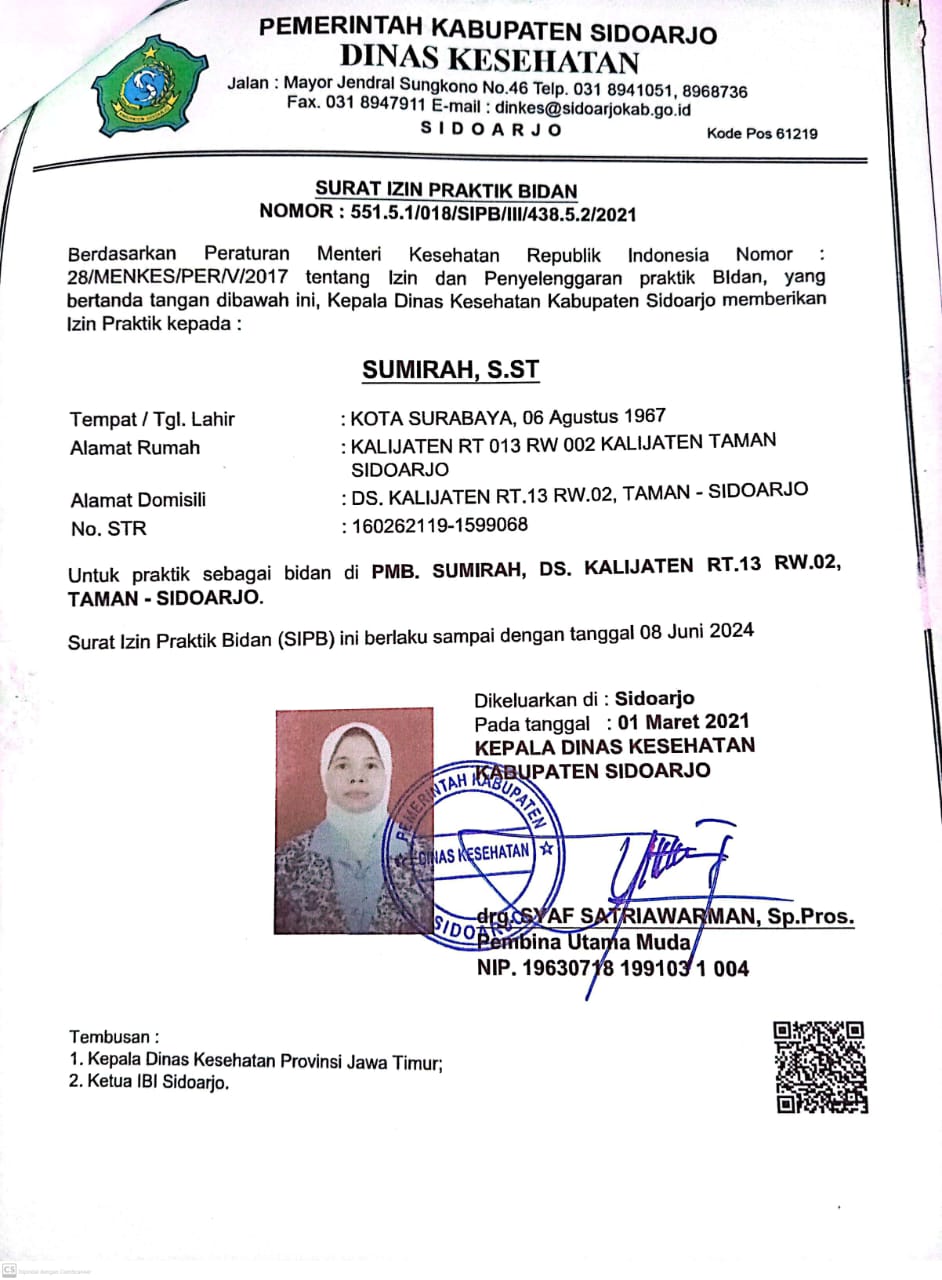 PEMERINTAH KABUPATEN SIDOARJO
DINAS KESEHATAN
Jalan : Mayor Jendral Sungkono No.46 Telp. 031 8941051, 8968736
Fax. 031 8947911 E-mail : dinkes@sidoarjokab.go.id
SIDOARJO
Kode Pos 61219
SURAT IZIN PRAKTIK BIDAN
NOMOR : 551.5.1/018/SIPB/III/438.5.2/2021
Berdasarkan Peraturan Menteri Kesehatan Republik Indonesia Nomor :
28/MENKES/PER/V/2017 tentang Izin dan Penyelenggaran praktik BIdan, yang
bertanda tangan dibawah ini, Kepala Dinas Kesehatan Kabupaten Sidoarjo memberikan
Izin Praktik kepada :
SUMIRAH, S.ST
Tempat / Tgl. Lahir : KOTA SURABAYA, 06 Agustus 1967
Alamat Rumah : KALIJATEN RT 013 RW 002 KALIJATEN TAMAN
SIDOARJO
Alamat Domisili : DS. KALIJATEN RT.13 RW.02, TAMAN - SIDOARJO
No. STR : 160262119-1599068
Untuk praktik sebagai bidan di PMB. SUMIRAH, DS. KALIJATEN RT.13 RW.02,
TAMAN - SIDOARJO.
Surat Izin Praktik Bidan (SIPB) ini berlaku sampai dengan tanggal 08 Juni 2024
Dikeluarkan di : Sidoarjo
Pada tanggal : 01 Maret 2021
KEPALA DINAS KESEHATAN
KABUPATEN SIDOARJO
PEMERINTAH KABUPATEN
DINAS KESEHATAN
SIDOARJO
drg. SYAF SATRIAWARMAN, Sp.Pros.
Pembina Utama Muda
NIP. 19630718 199103 1 004
Tembusan :
1. Kepala Dinas Kesehatan Provinsi Jawa Timur;
2. Ketua IBI Sidoarjo.
CS